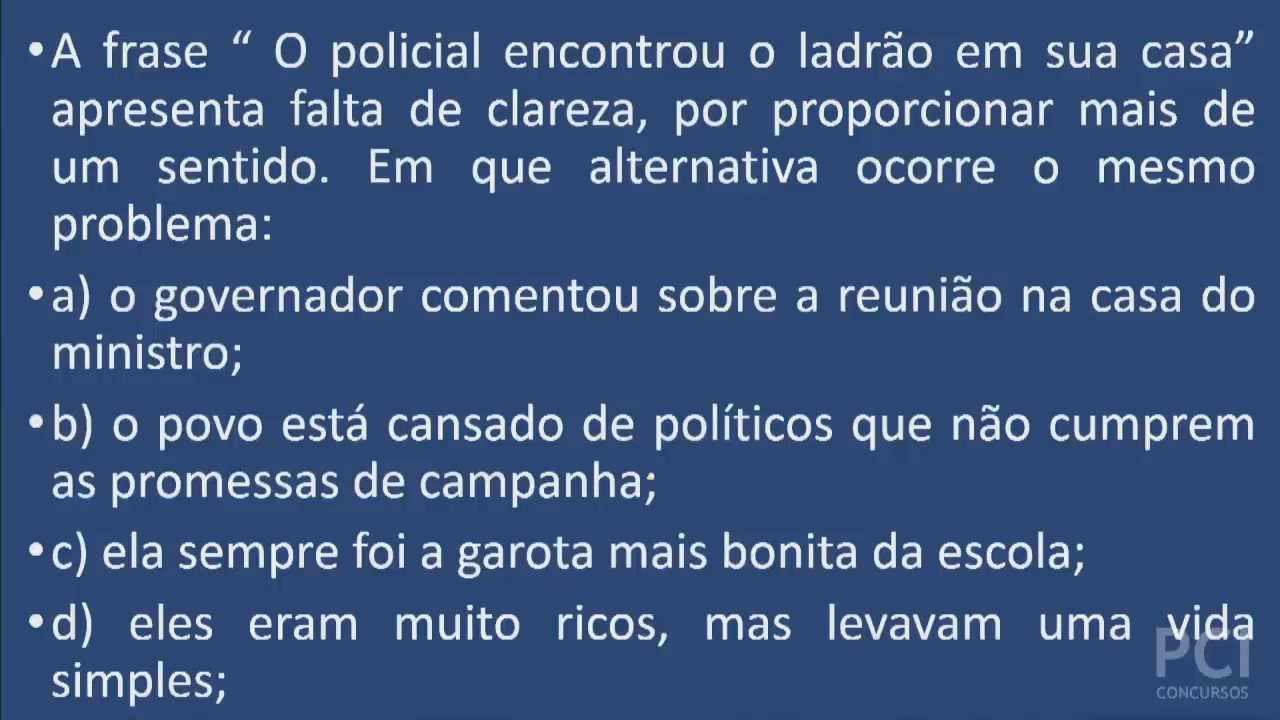 •A frase “ O policial encontrou o ladrão em sua casa”
apresenta falta de clareza, por proporcionar mais de
um sentido. Em que alternativa ocorre o mesmo
problema:
•a) o governador comentou sobre a reunião na casa do
ministro;
•b) o povo está cansado de políticos que não cumprem
as promessas de campanha;
•c) ela sempre foi a garota mais bonita da escola;
•d) eles eram muito ricos, mas levavam uma vida
simples;
PCI
CONCURSOS